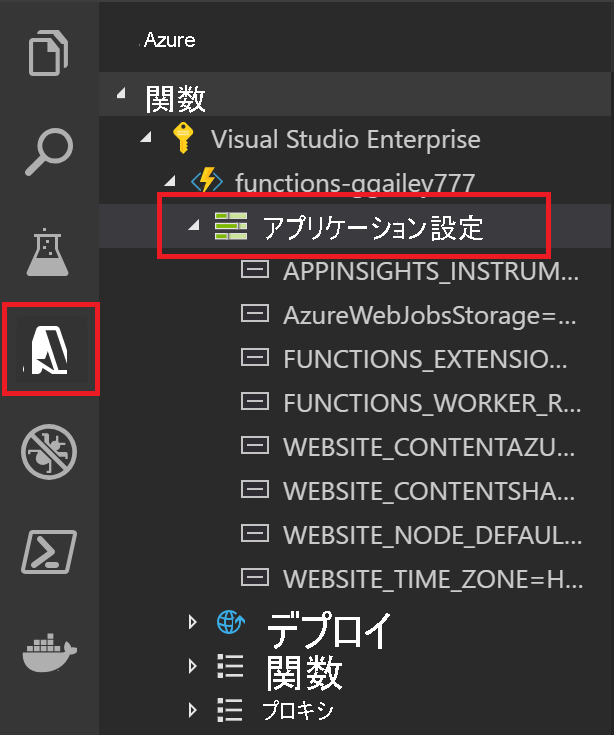 Azure
関数
Visual Studio Enterprise
functions-ggailey777
アプリケーション設定
APPINSIGHTS_INSTRUM...
AzureWebJobsStorage=...
FUNCTIONS_EXTENSIO...
FUNCTIONS_WORKER_R...
WEBSITE_CONTENTAZU...
WEBSITE_CONTENTSHA...
WEBSITE_NODE_DEFAUL...
WEBSITE_TIME_ZONE=H...
デプロイ
関数
プロキシ